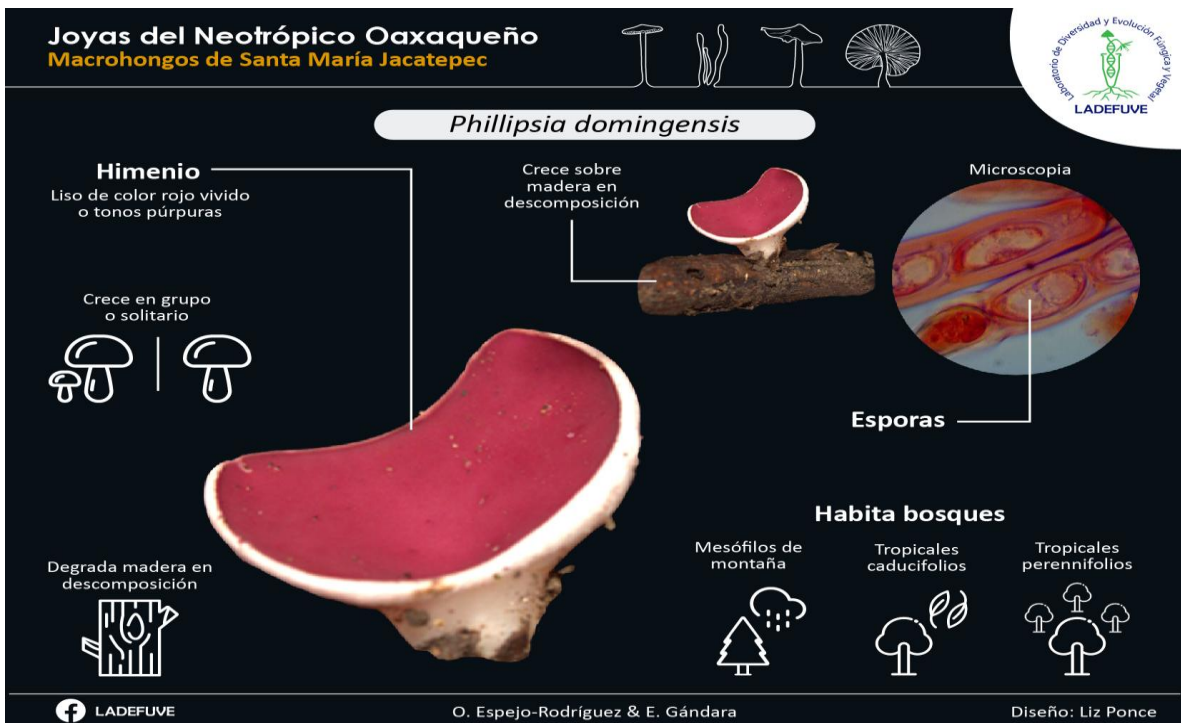 Joyas del Neotrópico Oaxaqueño
Macrohongos de Santa María Jacatepec
Laboratorio de Diversidad y Evolución Fúngica y Vegetal
LADEFUVE
Phillipsia domingensis
Himenio
Liso de color rojo vivido
o tonos púrpuras
Crece sobre
madera en
descomposición
Microscopia
Crece en grupo
o solitario
Esporas
Degrada madera en
descomposición
Habita bosques
Mesófilos de
montaña
Tropicales
caducifolios
Tropicales
perennifolios
LADEFUVE
O. Espejo-Rodríguez & E. Gándara
Diseño: Liz Ponce